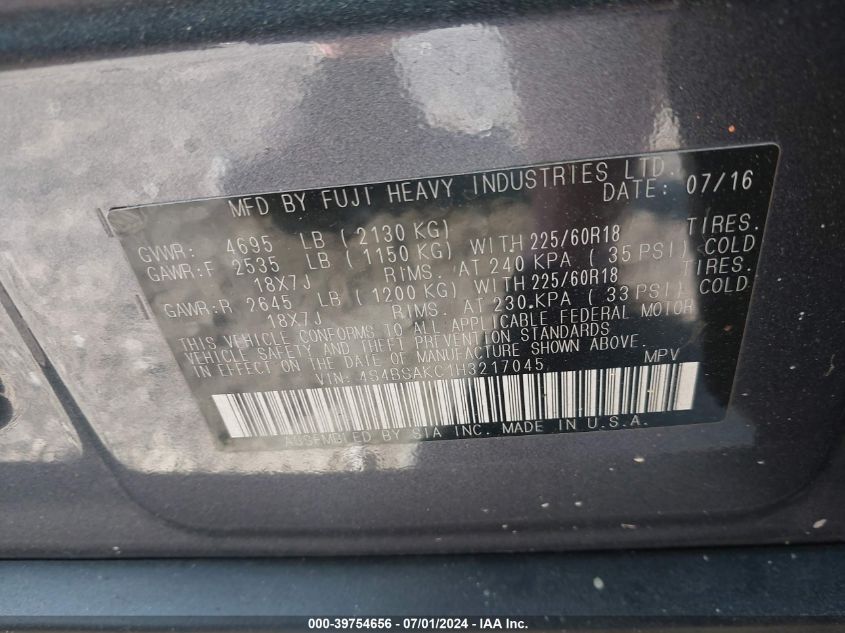 MFD BY FUJI HEAVY INDUSTRIES LTD.
DATE: 07/16
GVWR: 4695 LB ( 2130 KG)
GAWR:F 2535 LB ( 1150 KG) WITH 225/60R18 TIRES.
18X7J RIMS. AT 240 KPA ( 35 PSI) COLD
GAWR:R 2645 LB ( 1200 KG) WITH 225/60R18 TIRES.
18X7J RIMS. AT 230.KPA ( 33 PSI) COLD
THIS VEHICLE CONFORMS TO ALL APPLICABLE FEDERAL MOTOR
VEHICLE SAFETY AND THEFT PREVENTION STANDARDS
IN EFFECT ON THE DATE OF MANUFACTURE SHOWN ABOVE.
VIN: 4S4BSAKC1H3217045 MPV
ASSEMBLED BY SIA INC. MADE IN U.S.A.
000-39754656 - 07/01/2024 - IAA Inc.